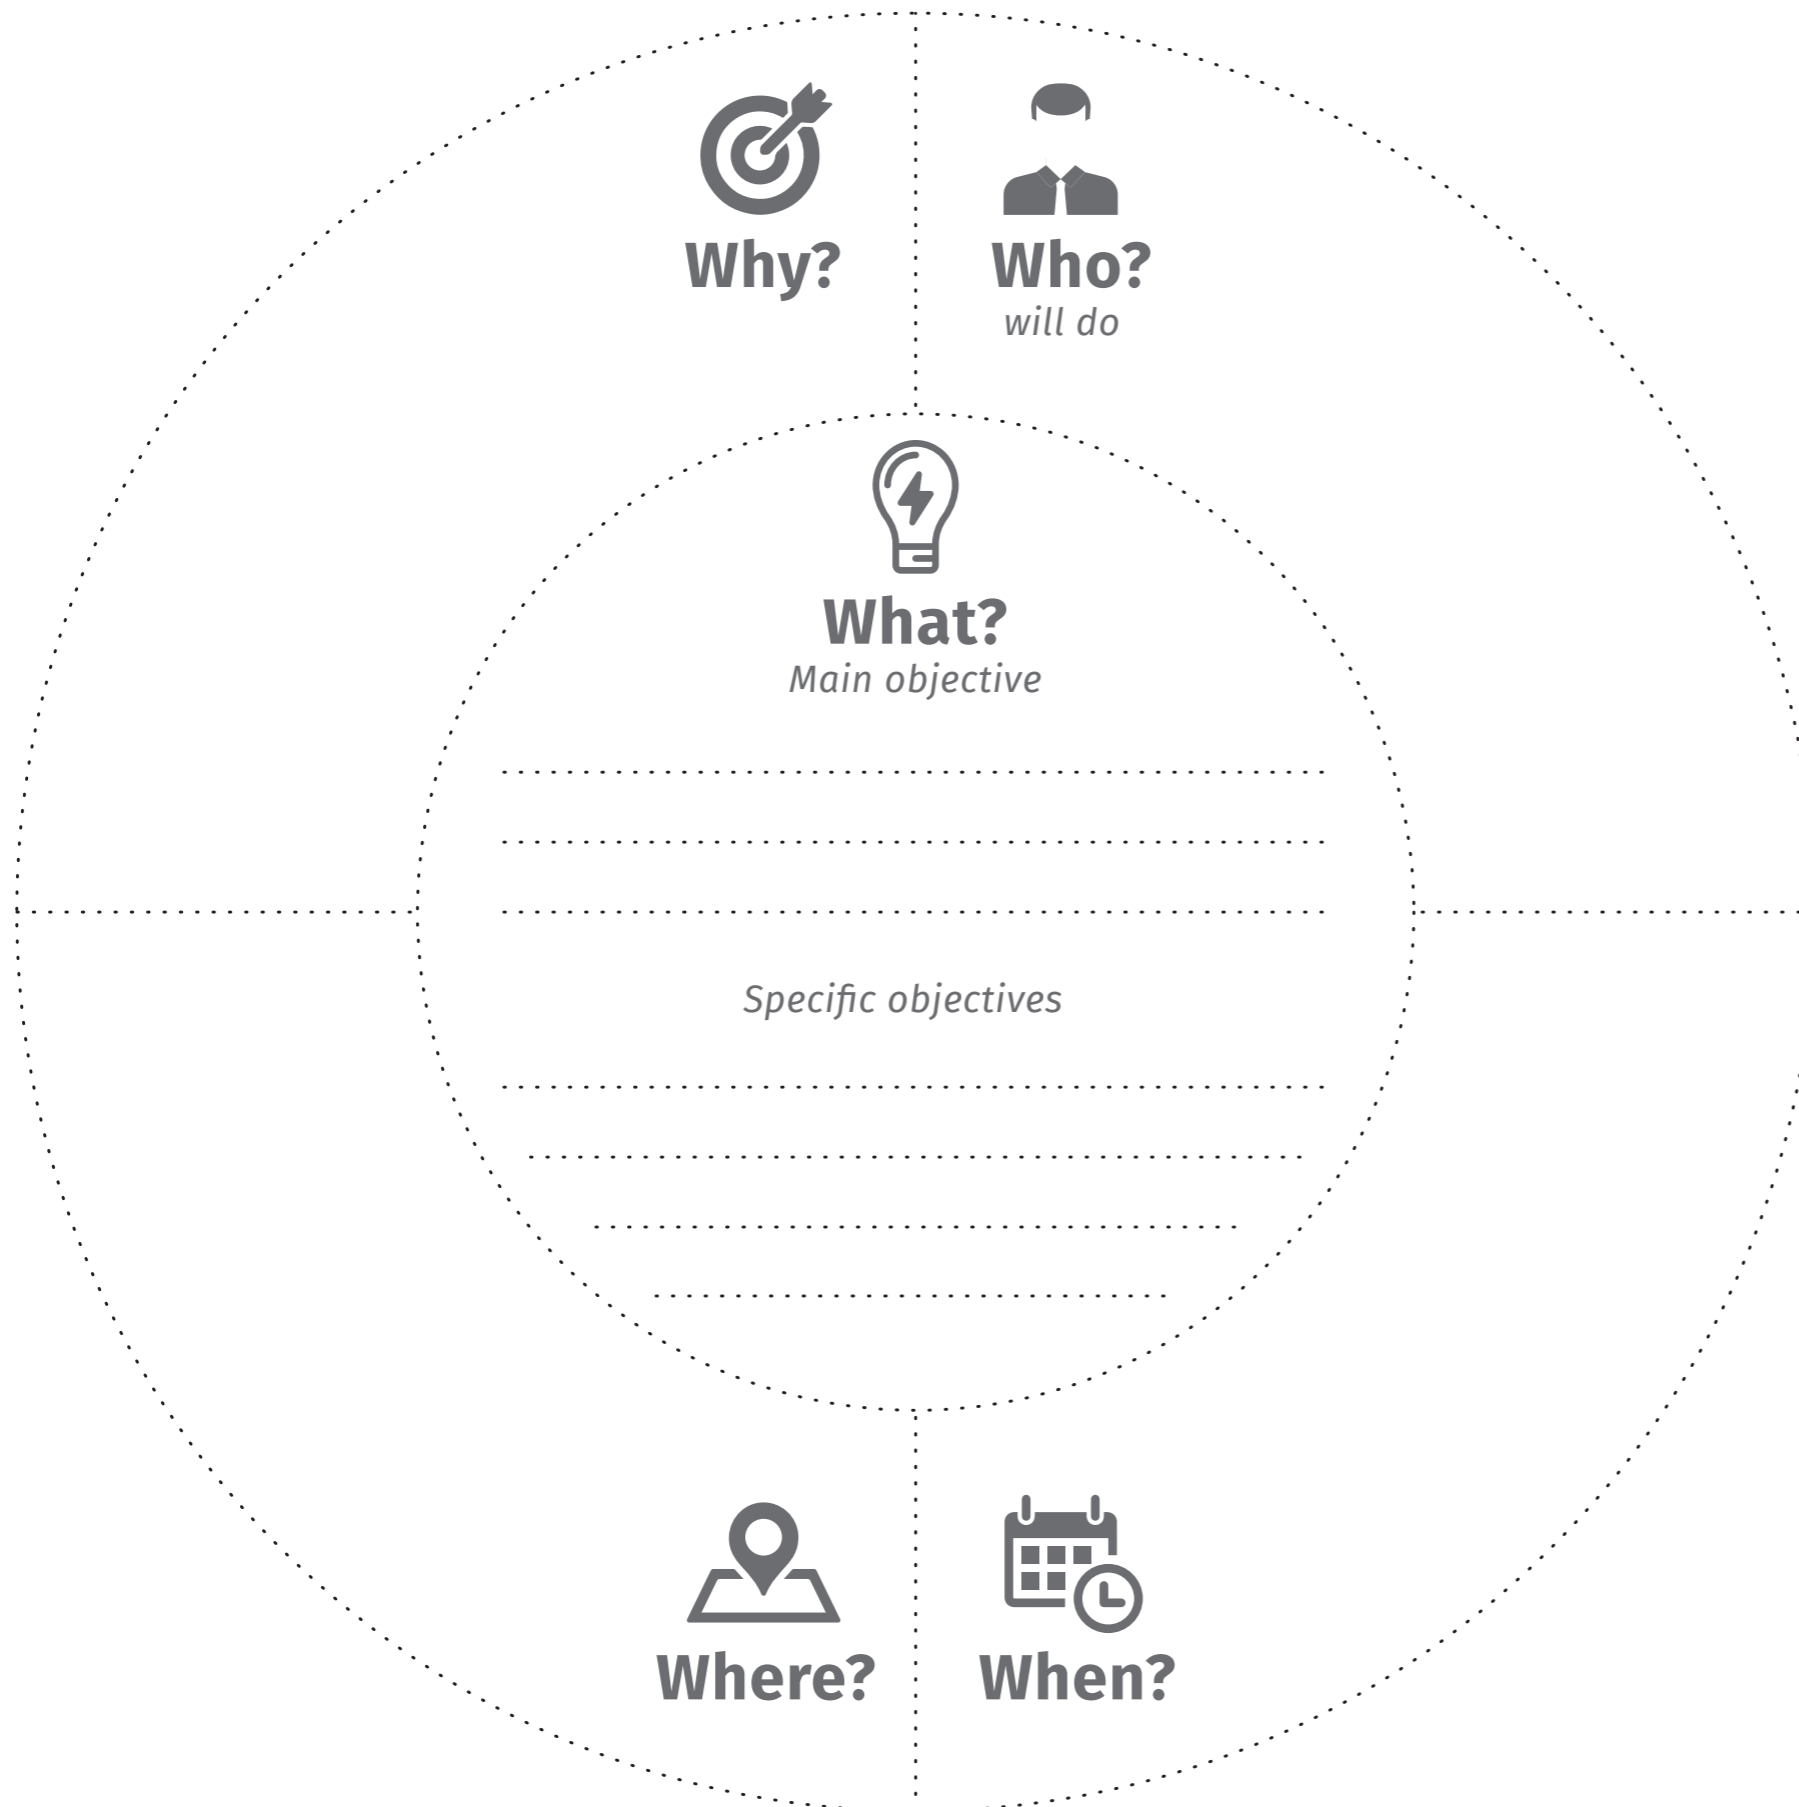 Why?
Who?
will do
What?
Main objective
Specific objectives
Where?
When?